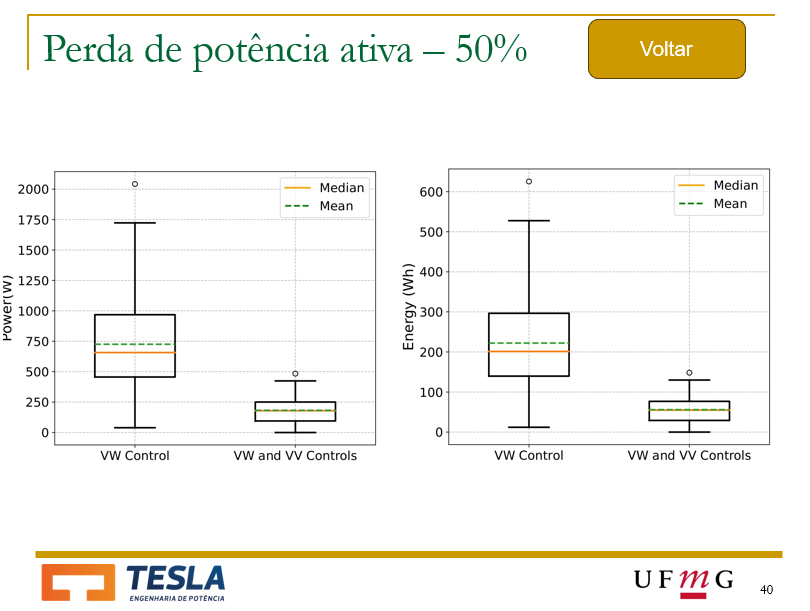 Perda de potência ativa – 50%
Voltar
2000
1750
1500
1250
1000
750
500
250
0
Power(W)
Median
Mean
VW Control
VW and VV Controls
600
500
400
300
200
100
0
Energy (Wh)
Median
Mean
VW Control
VW and VV Controls
TESLA
ENGENHARIA DE POTÊNCIA
UFmG
40